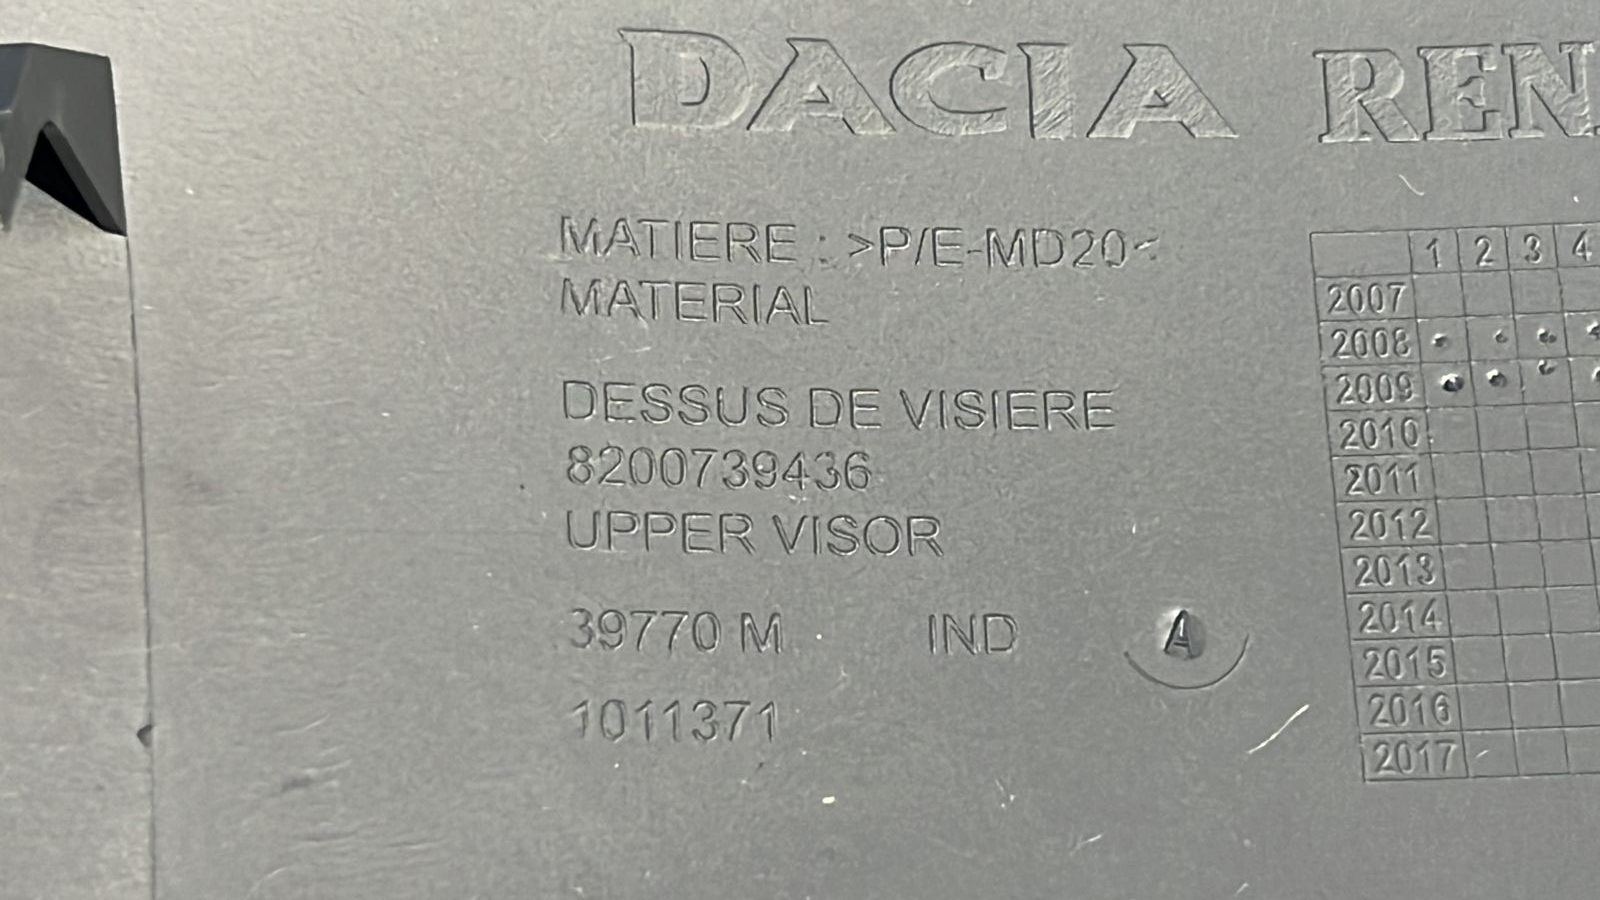 DACIA REN
MATIERE : >P/E-MD20<
MATERIAL
DESSUS DE VISIERE
8200739436
UPPER VISOR
39770 M IND A
1011371
1 2 3 4
2007
2008
2009
2010
2011
2012
2013
2014
2015
2016
2017